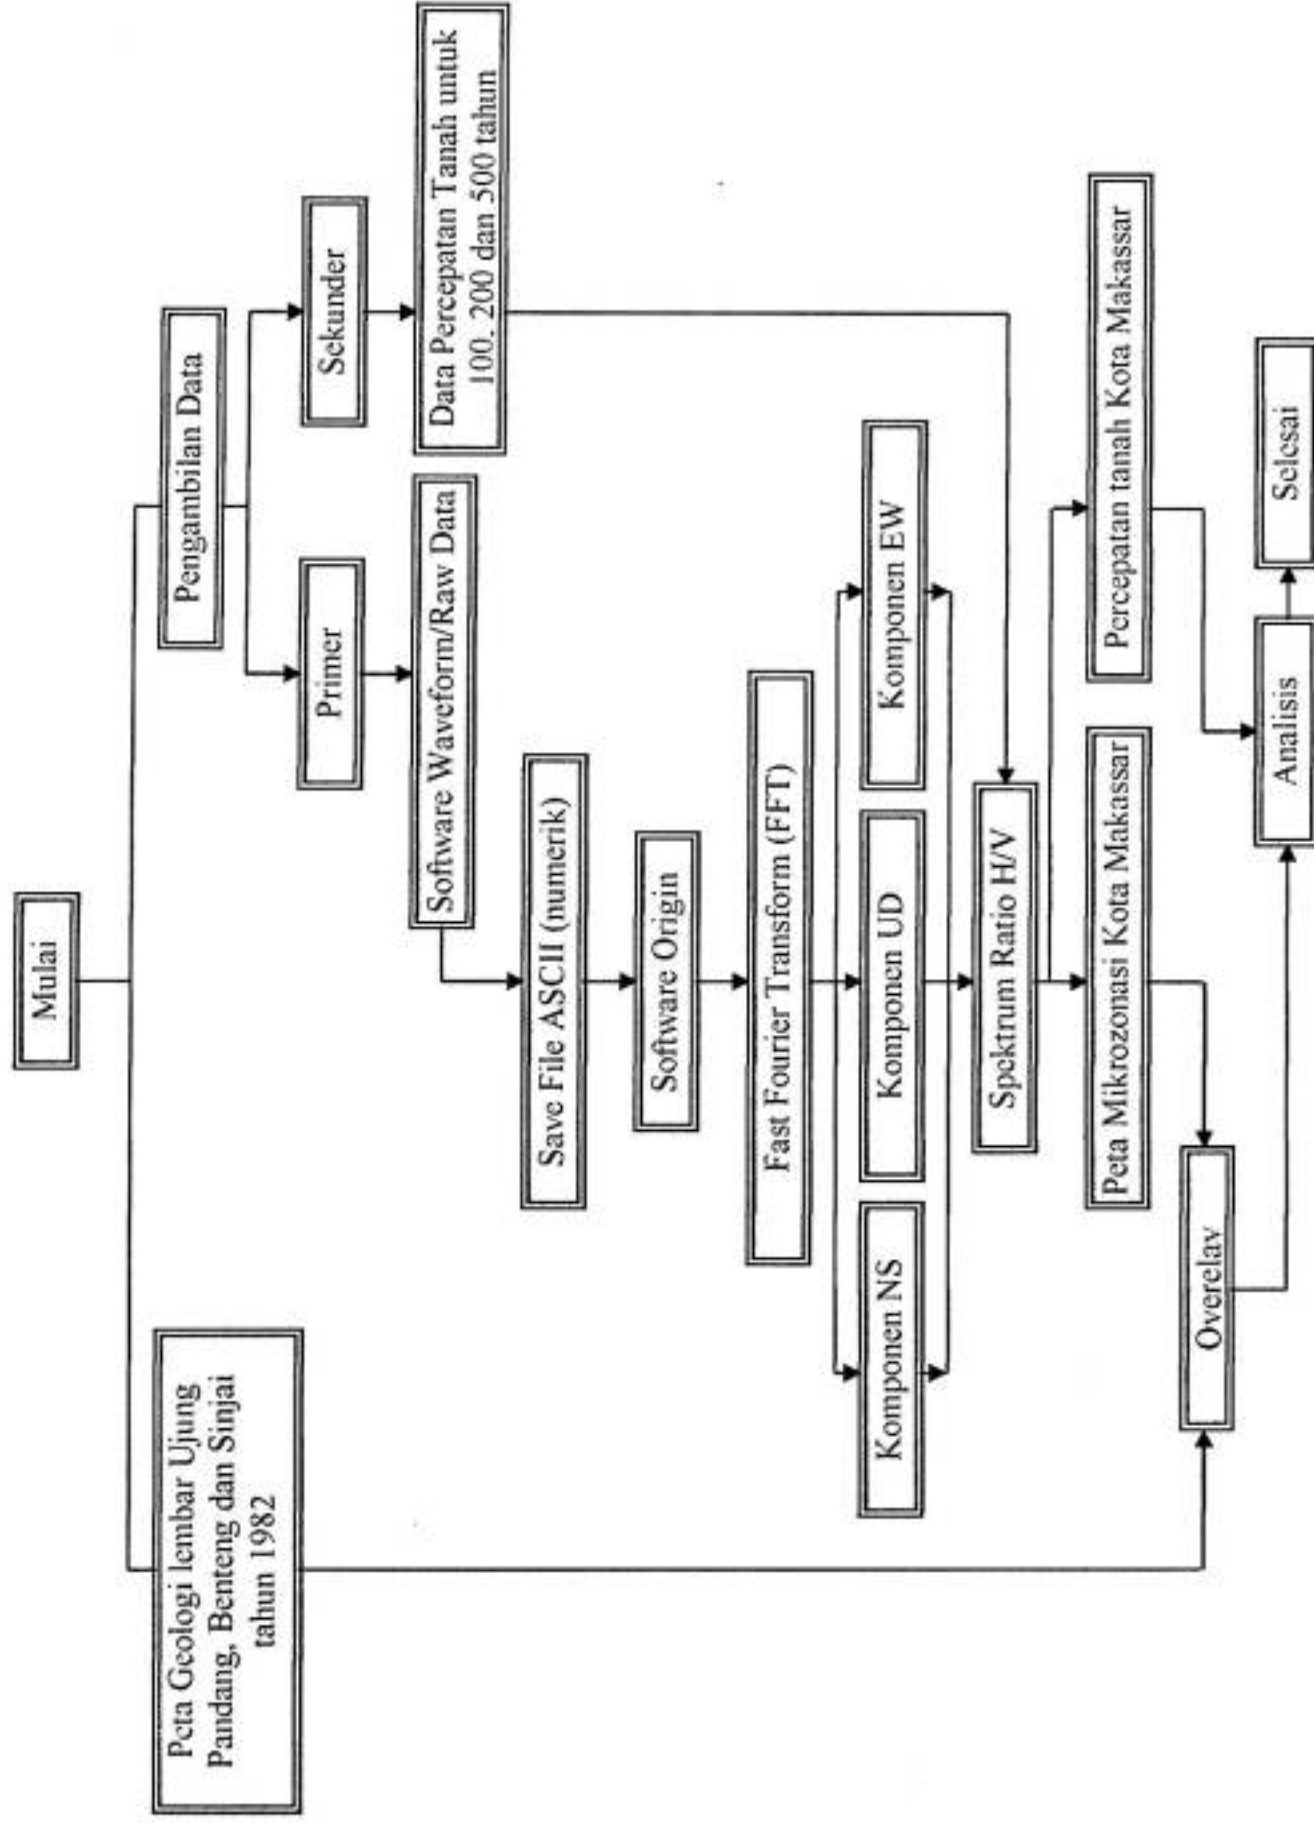 Mulai
Peta Geologi lembar Ujung
Pandang, Benteng dan Sinjai
tahun 1982
Pengambilan Data
Primer
Sekunder
Software Waveform/Raw Data
Data Percepatan Tanah untuk
100, 200 dan 500 tahun
Save File ASCII (numerik)
Software Origin
Fast Fourier Transform (FFT)
Komponen NS
Komponen UD
Komponen EW
Spektrum Ratio H/V
Peta Mikrozonasi Kota Makassar
Percepatan tanah Kota Makassar
Overelay
Analisis
Selesai